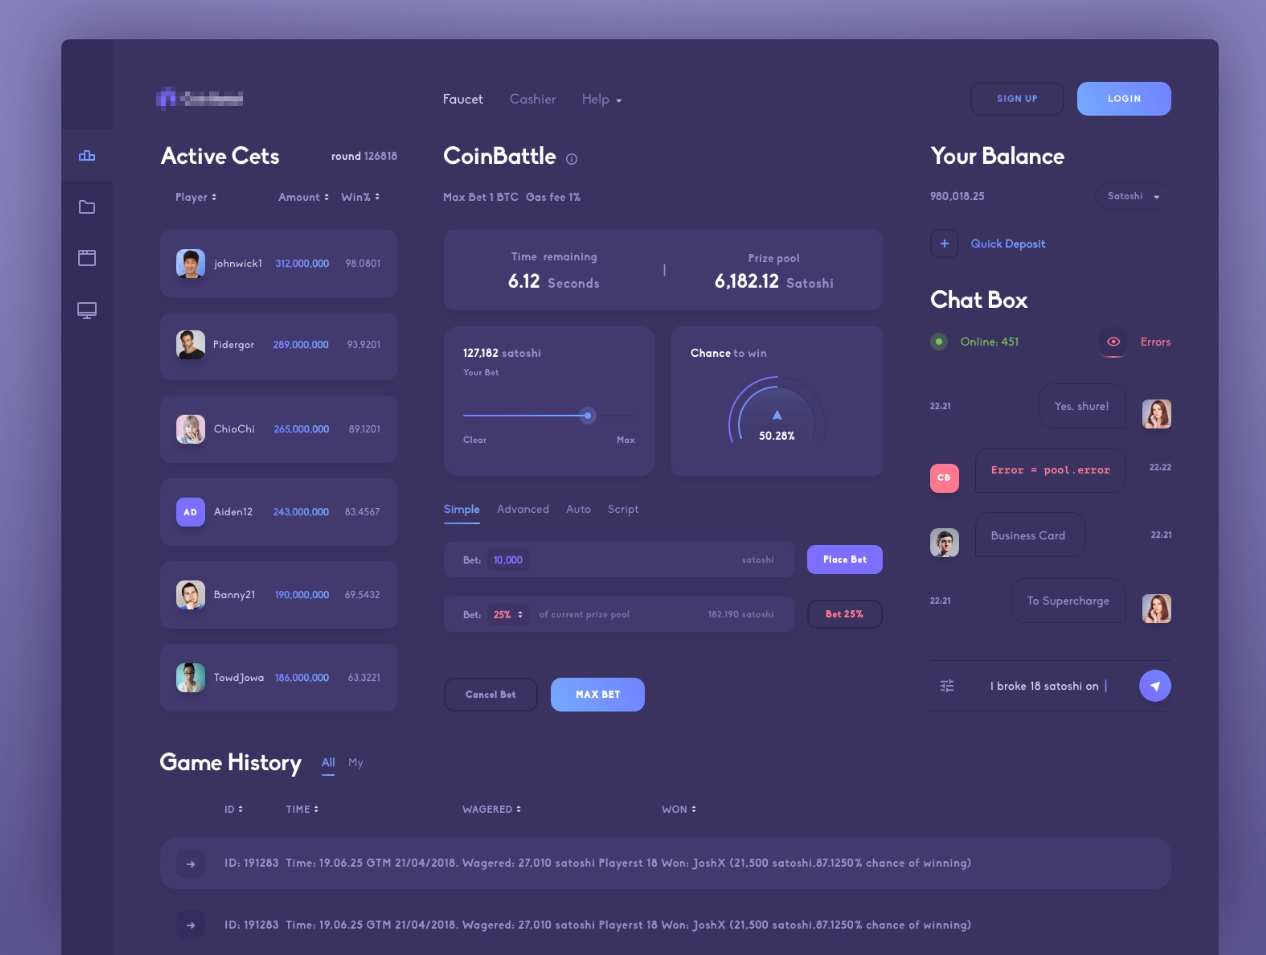 Faucet
Cashier
Help
SIGN UP
LOGIN
Active Cets
round 126818
Player
Amount
Win%
johnwick1 312,000,000 98,0801
Pidergor 289,000,000 93,9201
ChioChi 265,000,000 89,1201
AD Aiden12 243,000,000 83,4567
Banny21 190,000,000 69,5432
TowdJowa 186,000,000 63,3221
CoinBattle
Max Bet 1 BTC Gas fee 1%
Time remaining
6.12 Seconds
Prize pool
6,182.12 Satoshi
127,182 satoshi
Your Bet
Clear
Max
Chance to win
50.28%
Simple
Advanced
Auto
Script
Bet: 10,000 satoshi
Place Bet
Bet: 25% of current prize pool 182,190 satoshi
Bet 25%
Cancel Bet
MAX BET
Your Balance
980,018.25
Satoshi
+ Quick Deposit
Chat Box
Online: 451
Errors
22:21 Yes, shure!
CB Error = pool.error 22:22
Business Card 22:21
22:21 To Supercharge
I broke 18 satoshi on
Game History
All
My
ID
TIME
WAGERED
WON
ID: 191283 Time: 19.06.25 GTM 21/04/2018. Wagered: 27,010 satoshi Playerst 18 Won: JoshX (21,500 satoshi,87.1250% chance of winning)
ID: 191283 Time: 19.06.25 GTM 21/04/2018. Wagered: 27,010 satoshi Playerst 18 Won: JoshX (21,500 satoshi,87.1250% chance of winning)